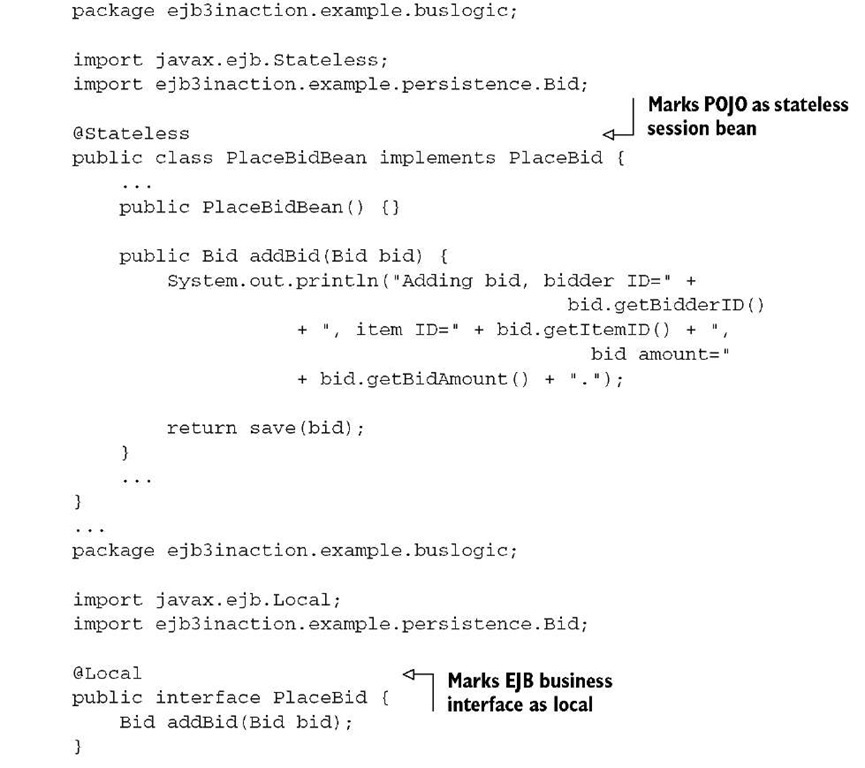 package ejb3inaction.example.buslogic;
import javax.ejb.Stateless;
import ejb3inaction.example.persistence.Bid;
Marks POJO as stateless
session bean
@Stateless
public class PlaceBidBean implements PlaceBid {
...
public PlaceBidBean() {}
public Bid addBid(Bid bid) {
System.out.println("Adding bid, bidder ID=" +
bid.getBidderID()
+ ", item ID=" + bid.getItemID() + ",
bid amount="
+ bid.getBidAmount() + ".");
return save(bid);
}
...
}
...
package ejb3inaction.example.buslogic;
import javax.ejb.Local;
import ejb3inaction.example.persistence.Bid;
@Local
Marks EJB business
interface as local
public interface PlaceBid {
Bid addBid(Bid bid);
}